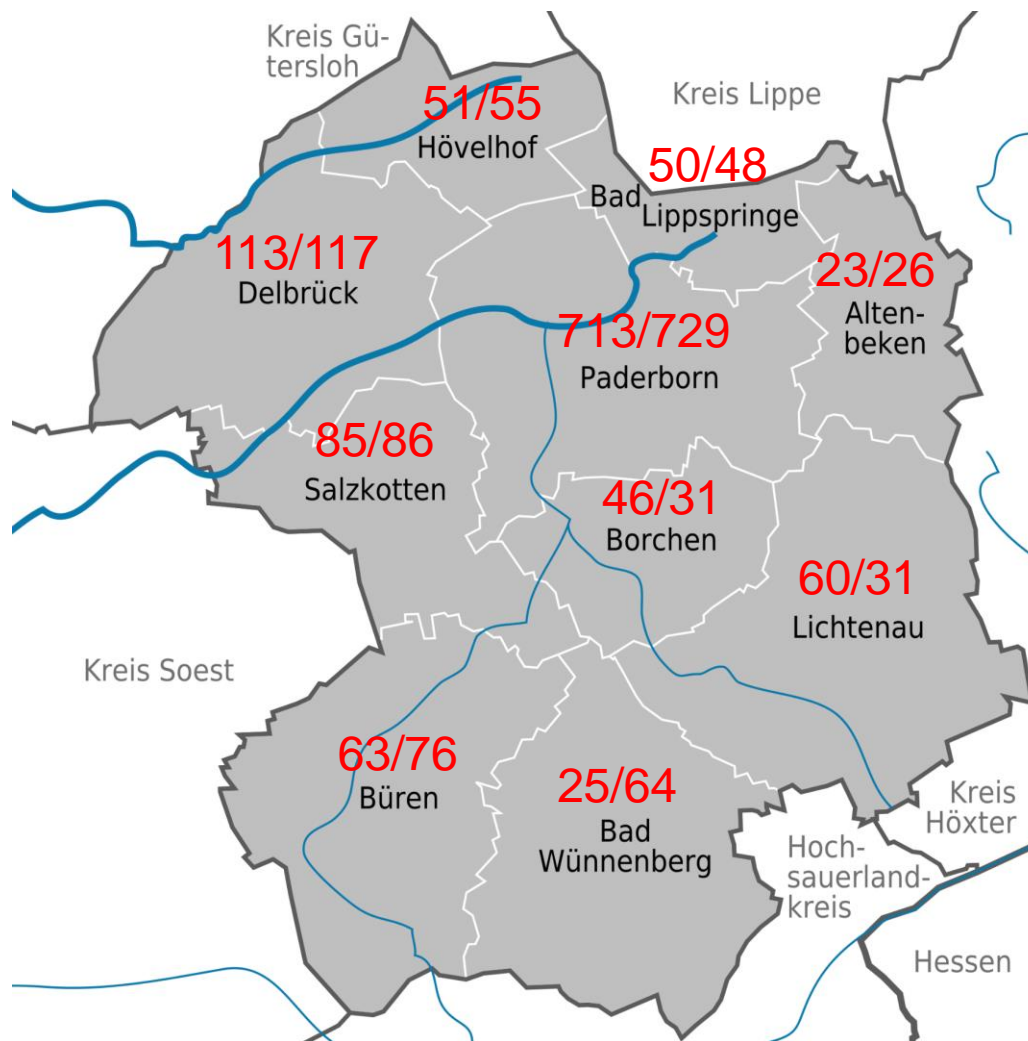 Kreis Gü-
tersloh
Kreis Lippe
51/55
Hövelhof
50/48
Bad
Lippspringe
113/117
Delbrück
23/26
Alten-
beken
713/729
Paderborn
85/86
Salzkotten
46/31
Borchen
60/31
Lichtenau
Kreis Soest
63/76
Büren
25/64
Bad
Wünnenberg
Kreis
Höxter
Hoch-
sauerland-
kreis
Hessen